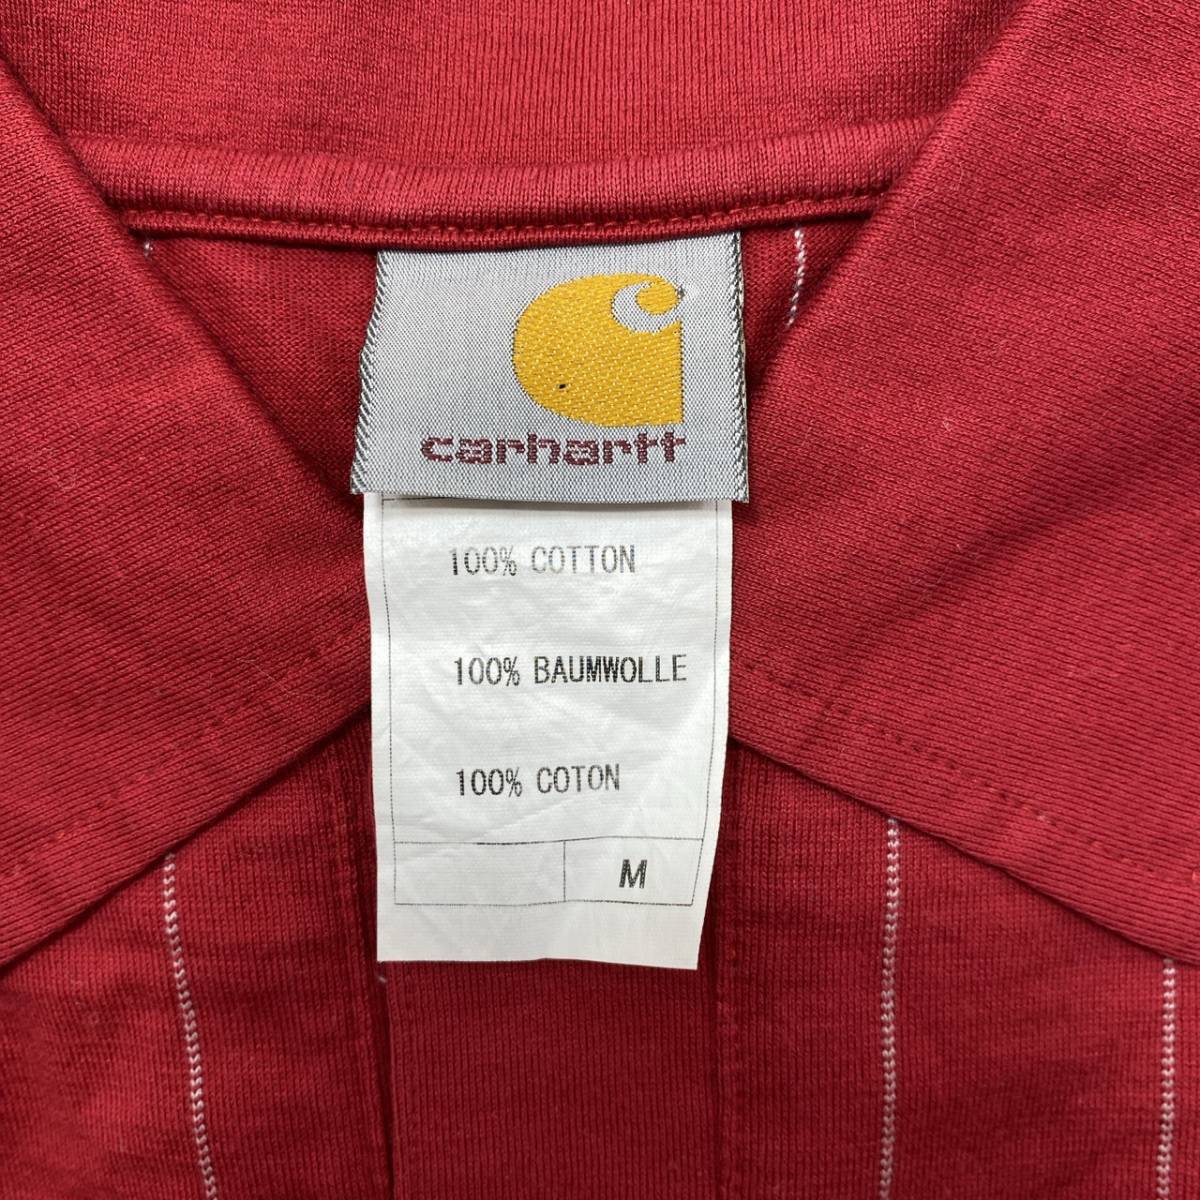 carhartt
100% COTTON
100% BAUMWOLLE
100% COTON
M